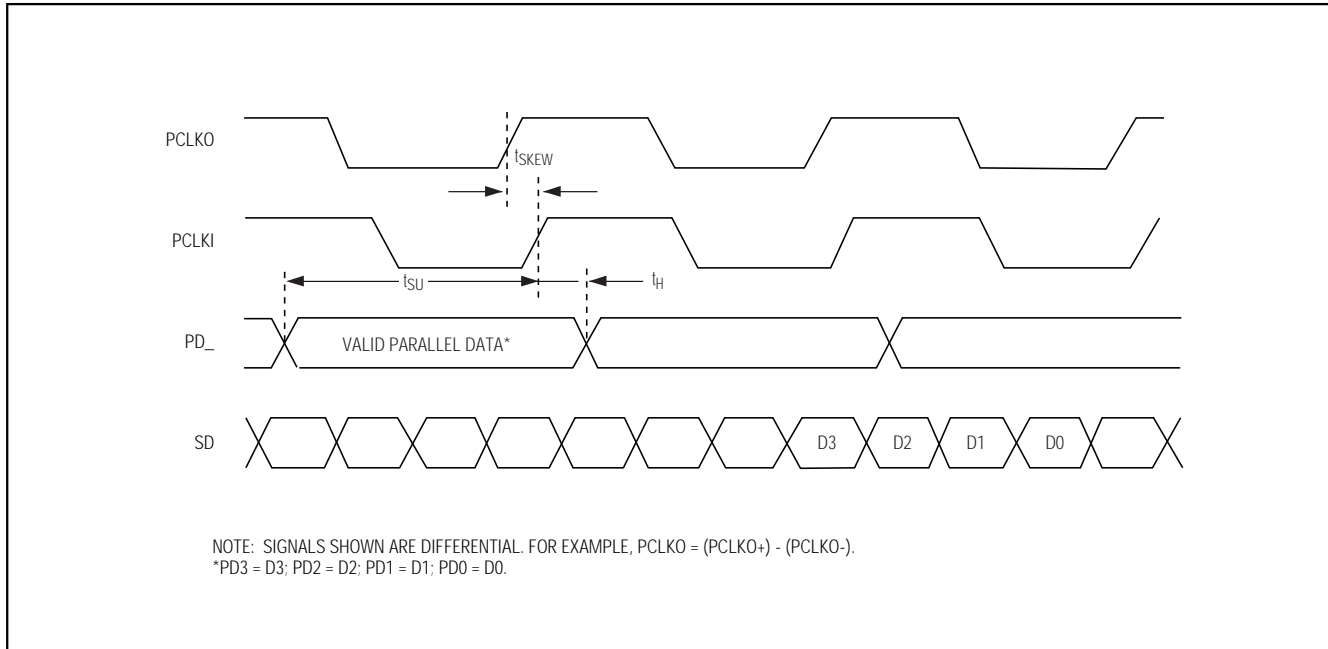 PCLKO
tSKEW
PCLKI
tSU
tH
PD_
VALID PARALLEL DATA*
SD
D3
D2
D1
D0
NOTE: SIGNALS SHOWN ARE DIFFERENTIAL. FOR EXAMPLE, PCLKO = (PCLKO+) - (PCLKO-).
*PD3 = D3; PD2 = D2; PD1 = D1; PD0 = D0.